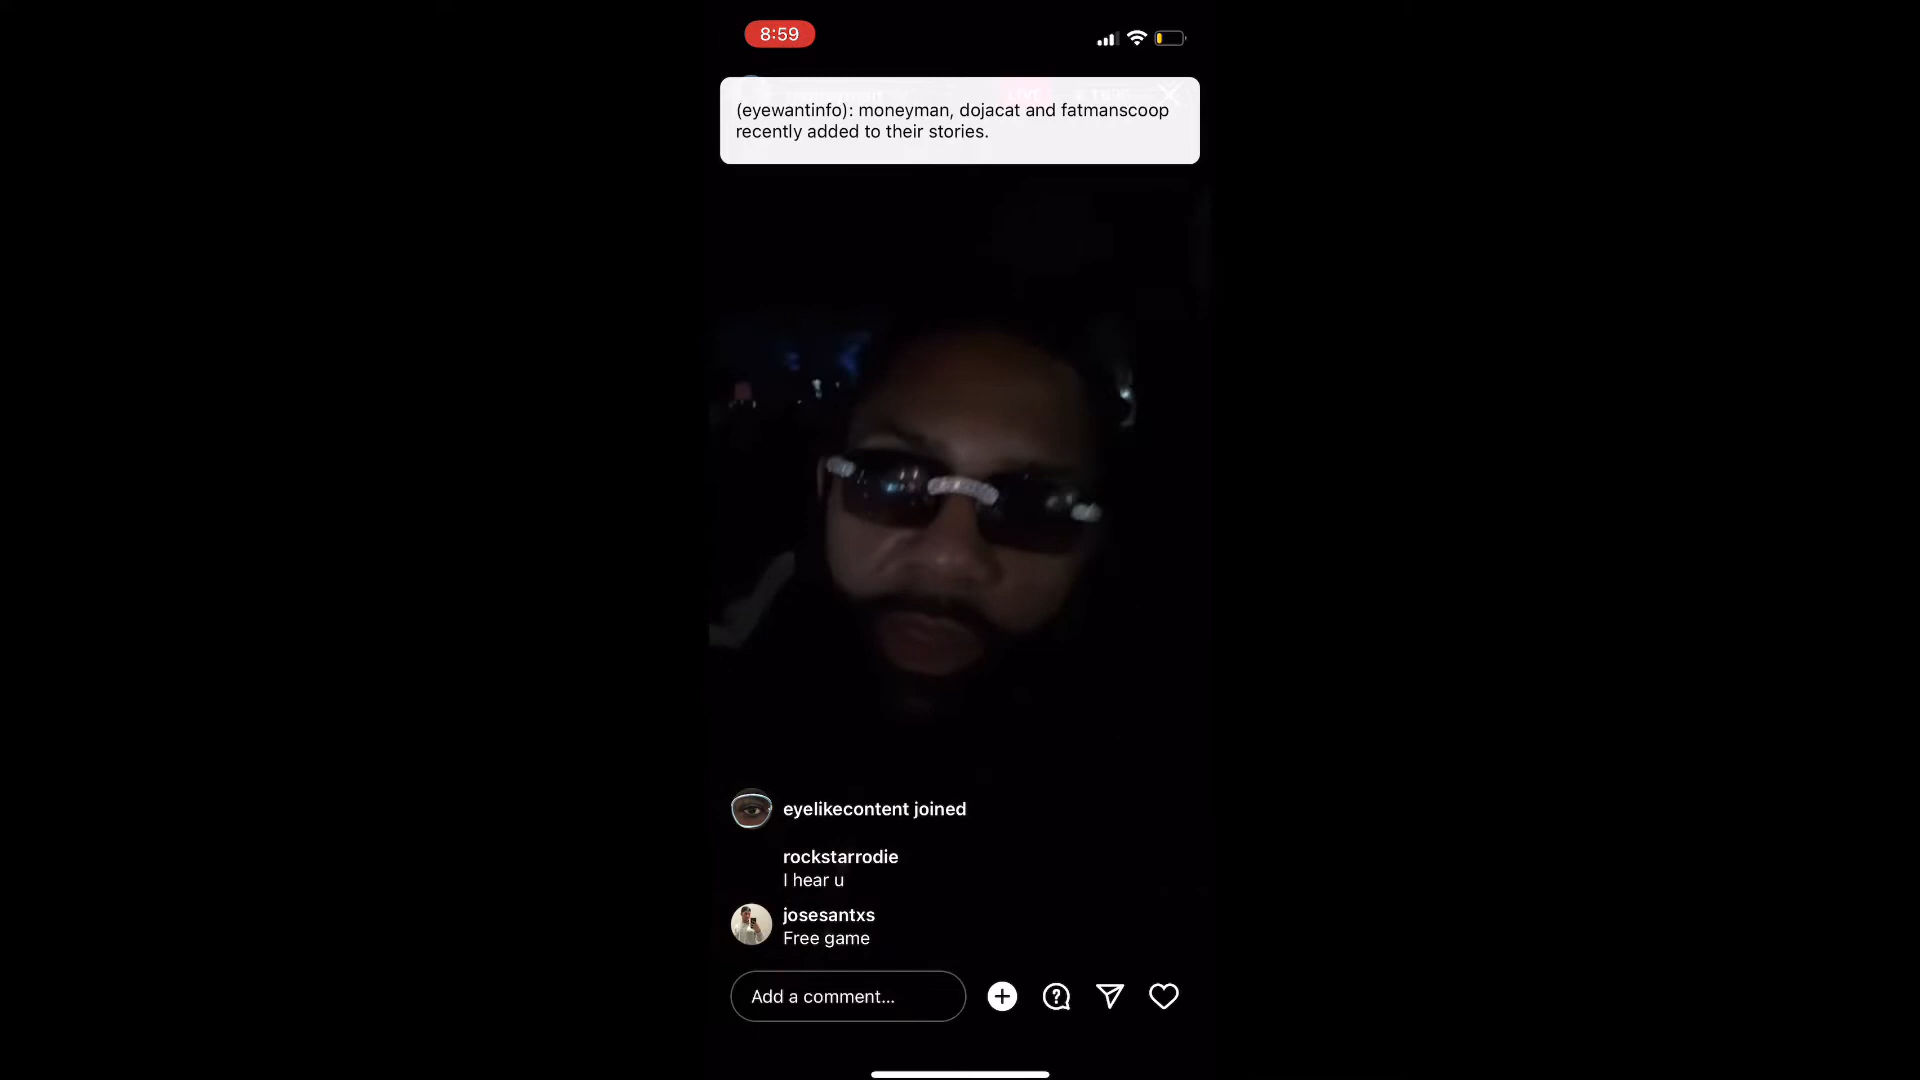 8:59
(eyewantinfo): moneyman, dojacat and fatmanscoop
recently added to their stories.
eyelikecontent joined
rockstarrodie
I hear u
josesantxs
Free game
Add a comment...